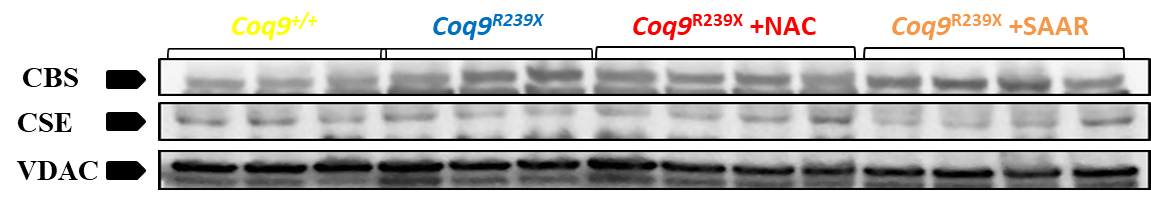 Coq9+/+ Coq9R239X Coq9R239X +NAC Coq9R239X +SAAR
CBS
CSE
VDAC